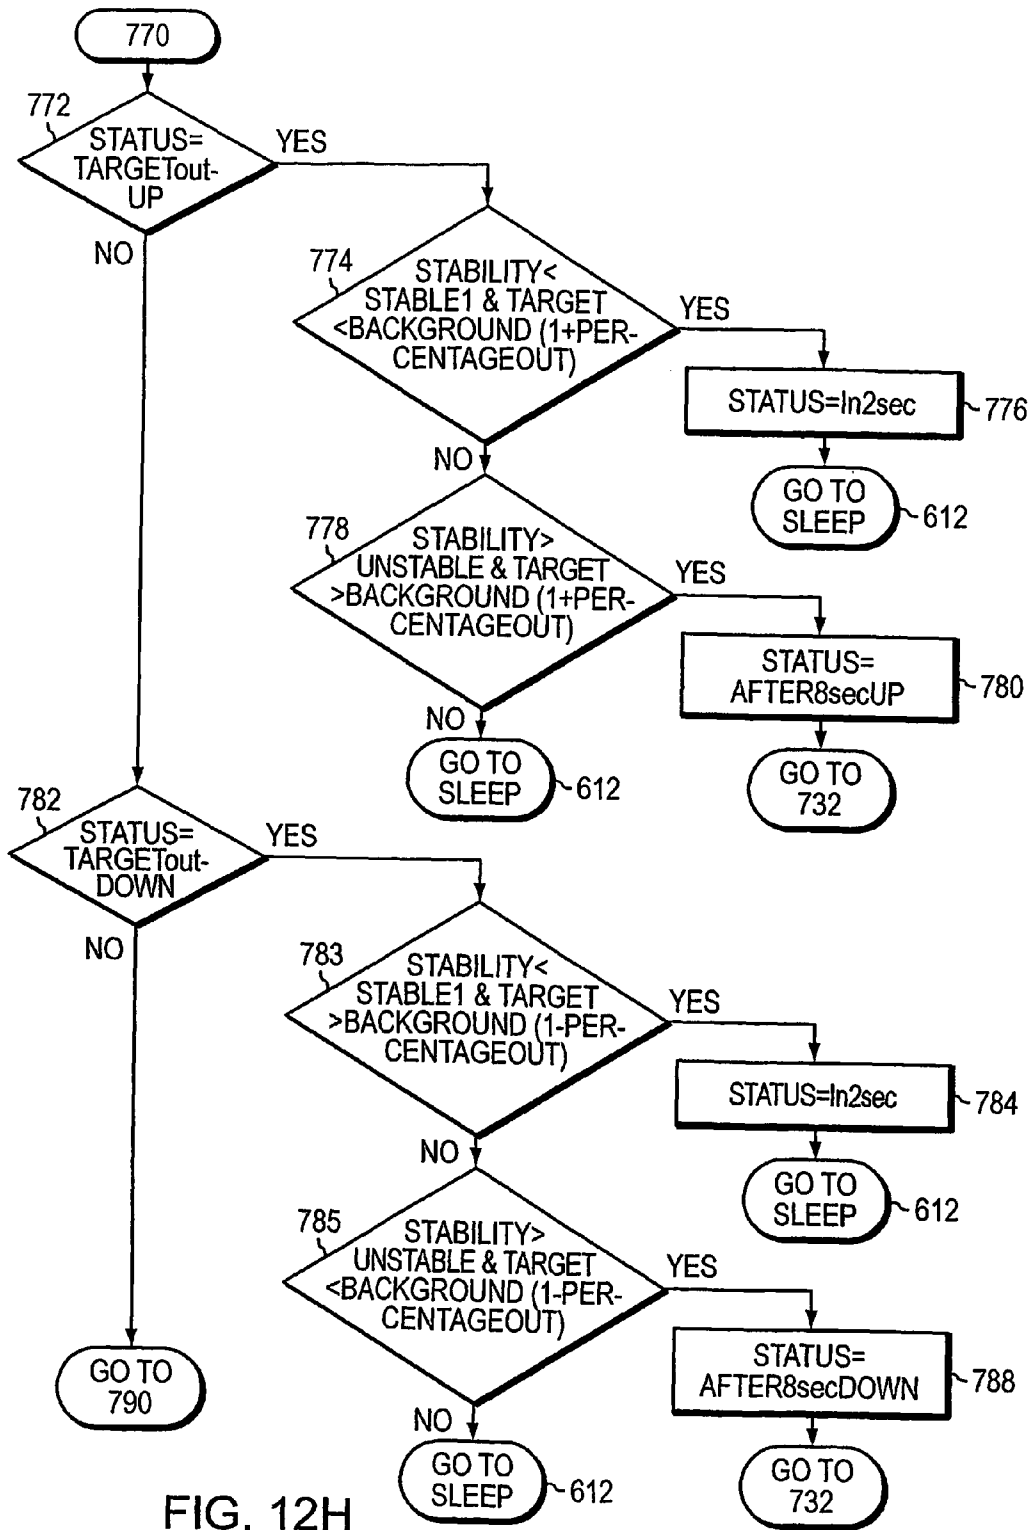 770
772
STATUS=
TARGETout-
UP
YES
NO
774
STABILITY<
STABLE1 & TARGET
<BACKGROUND (1+PER-
CENTAGEOUT)
YES
STATUS=In2sec
776
GO TO
SLEEP
612
NO
778
STABILITY>
UNSTABLE & TARGET
>BACKGROUND (1+PER-
CENTAGEOUT)
YES
STATUS=
AFTER8secUP
780
GO TO
732
NO
GO TO
SLEEP
612
782
STATUS=
TARGETout-
DOWN
YES
NO
783
STABILITY<
STABLE1 & TARGET
>BACKGROUND (1-PER-
CENTAGEOUT)
YES
STATUS=In2sec
784
GO TO
SLEEP
612
NO
785
STABILITY>
UNSTABLE & TARGET
<BACKGROUND (1-PER-
CENTAGEOUT)
YES
STATUS=
AFTER8secDOWN
788
GO TO
732
NO
GO TO
SLEEP
612
GO TO
790
FIG. 12H